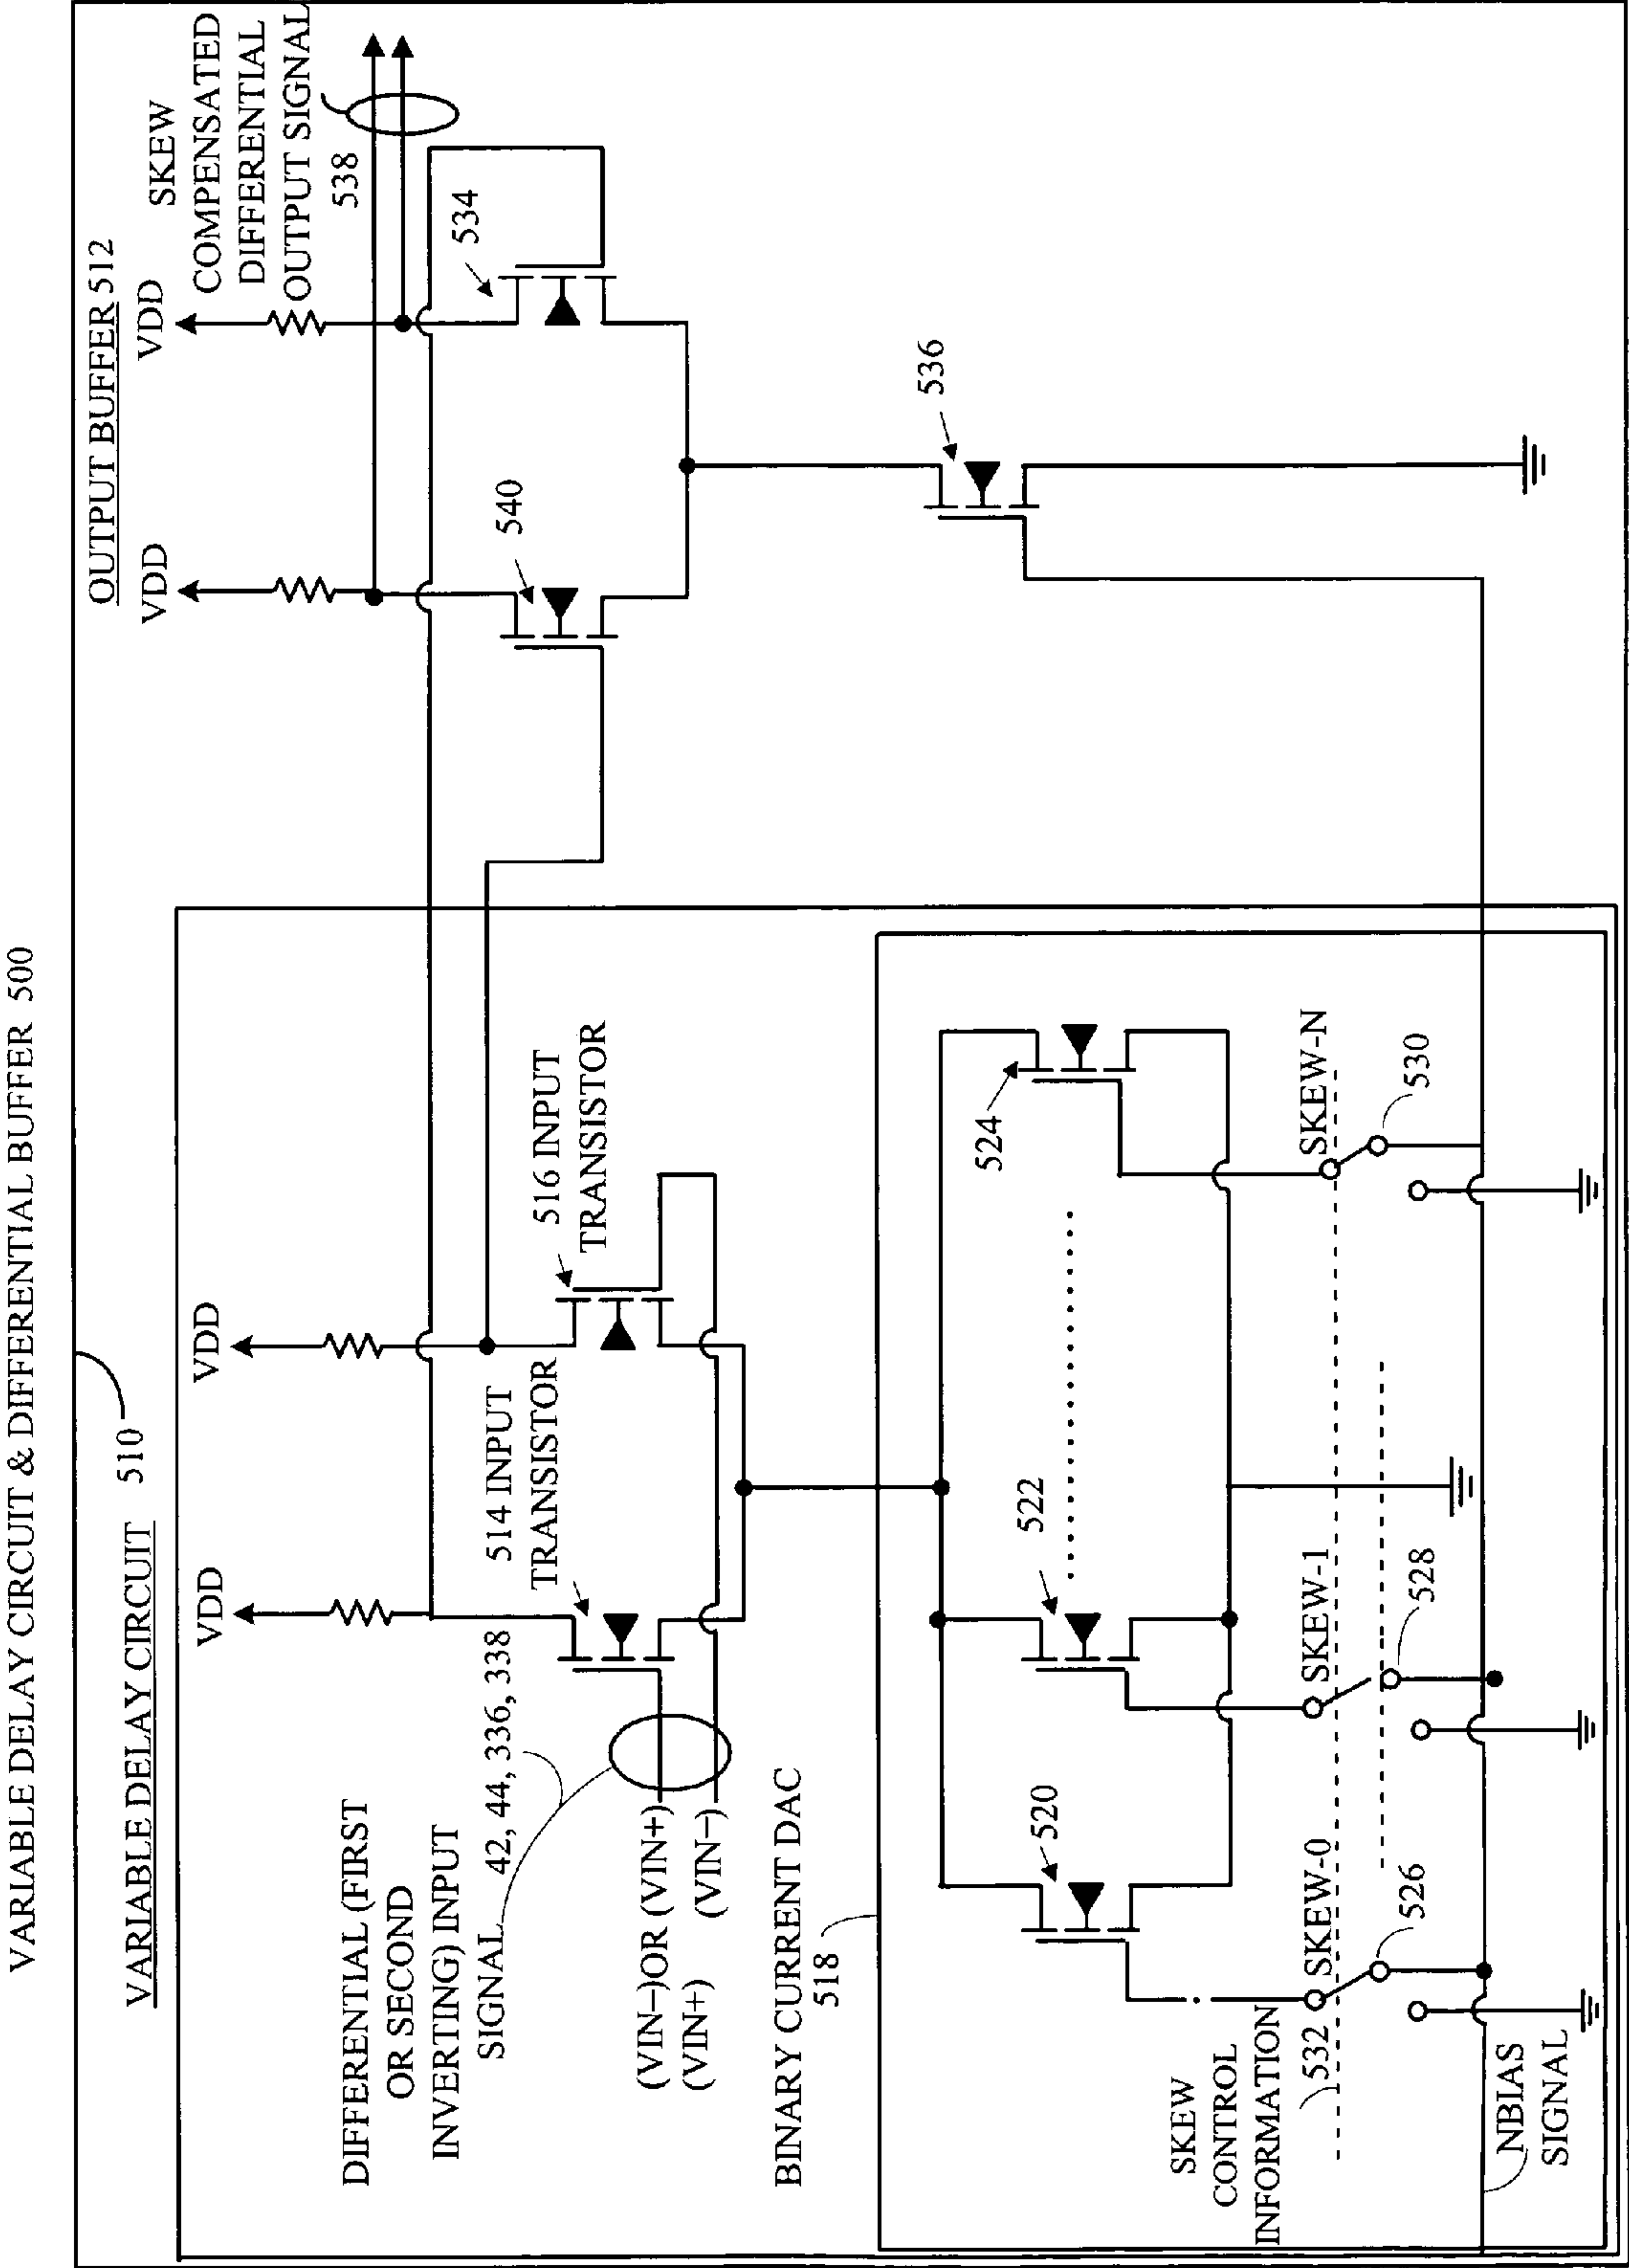 VARIABLE DELAY CIRCUIT & DIFFERENTIAL BUFFER 500
VARIABLE DELAY CIRCUIT 510
OUTPUT BUFFER 512
VDD
VDD
VDD
VDD
SKEW
COMPENSATED
DIFFERENTIAL
OUTPUT SIGNAL
538
534
540
536
DIFFERENTIAL (FIRST
OR SECOND
INVERTING) INPUT
SIGNAL
42, 44, 336, 338
514 INPUT
TRANSISTOR
516 INPUT
TRANSISTOR
(VIN−)OR (VIN+)
(VIN+) (VIN−)
BINARY CURRENT DAC
518
520
522
524
SKEW
CONTROL
INFORMATION
532
SKEW-0
SKEW-1
SKEW-N
526
528
530
NBIAS
SIGNAL